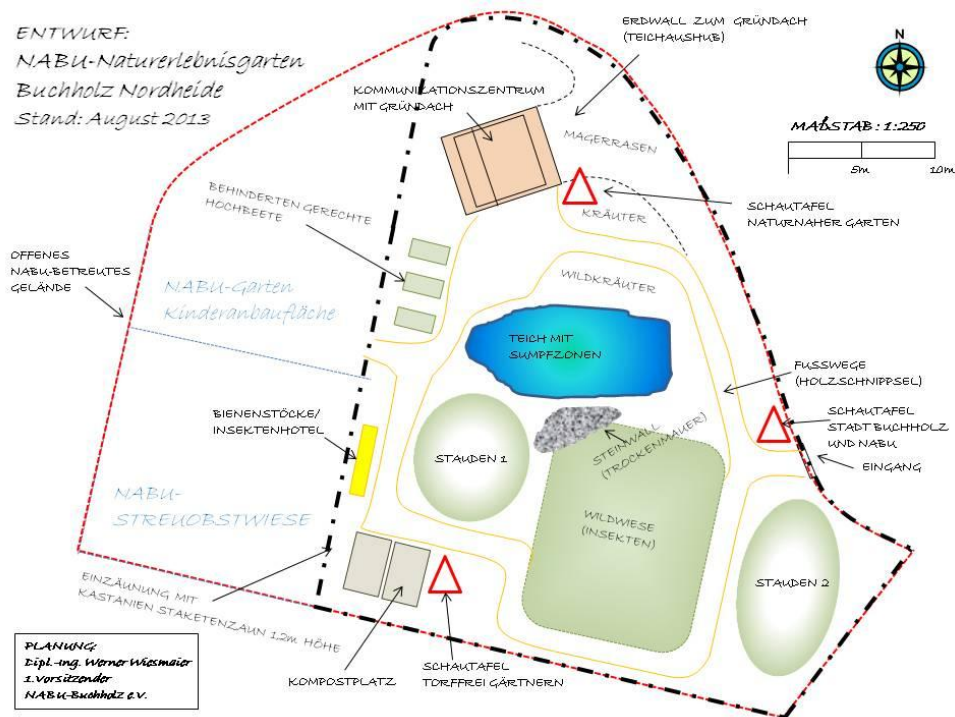 ENTWURF:
NABU-Naturerlebnisgarten
Buchholz Nordheide
Stand: August 2013
ERDWALL ZUM GRÜNDACH
(TEICHAUSHUB)
N
MAßSTAB: 1:250
5m
10m
KOMMUNIKATIONSZENTRUM
MIT GRÜNDACH
MAGERRASEN
SCHAUTAFEL
NATURNAHER GARTEN
KRÄUTER
BEHINDERTEN GERECHTE
HOCHBEETE
OFFENES
NABU-BETREUTES
GELÄNDE
NABU-Garten
Kinderanbaufläche
WILDKRÄUTER
TEICH MIT
SUMPFZONEN
FUSSWEGE
(HOLZSCHNIPPSEL)
BIENENSTÖCKE/
INSEKTENHOTEL
STEINWALL
(TROCKENMAUER)
SCHAUTAFEL
STADT BUCHHOLZ
UND NABU
EINGANG
STAUDEN 1
NABU-
STREUOBSTWIESE
WILDWIESE
(INSEKTEN)
STAUDEN 2
EINZÄUNUNG MIT
KASTANIEN STAKETENZAUN 1.2m HÖHE
KOMPOSTPLATZ
SCHAUTAFEL
TORFFREI GÄRTNERN
PLANUNG:
Dipl.-Ing. Werner Wiesmaier
1. Vorsitzender
NABU-Buchholz e.V.